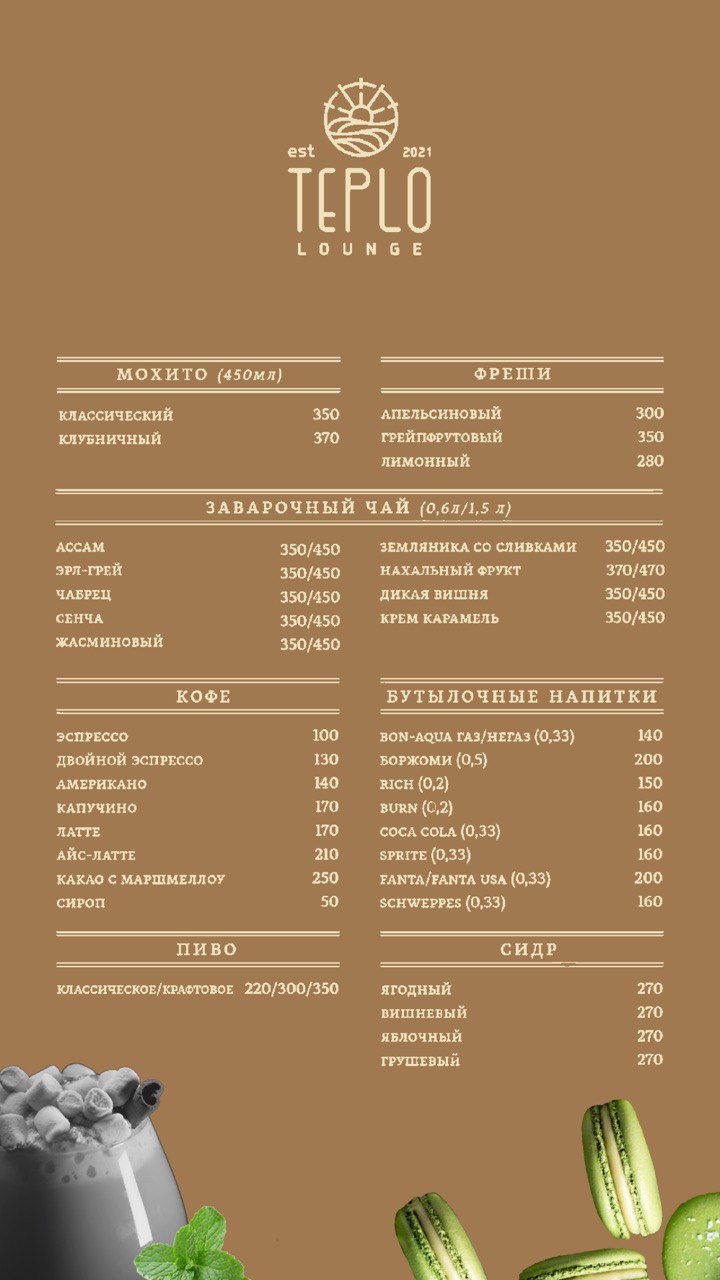 est 2021
TEPLO
LOUNGE
МОХИТО (450мл)
КЛАССИЧЕСКИЙ 350
КЛУБНИЧНЫЙ 370
ФРЕШИ
АПЕЛЬСИНОВЫЙ 300
ГРЕЙПФРУТОВЫЙ 350
ЛИМОННЫЙ 280
ЗАВАРОЧНЫЙ ЧАЙ (0,6л/1,5 л)
АССАМ 350/450
ЭРЛ-ГРЕЙ 350/450
ЧАБРЕЦ 350/450
СЕНЧА 350/450
ЖАСМИНОВЫЙ 350/450
ЗЕМЛЯНИКА СО СЛИВКАМИ 350/450
НАХАЛЬНЫЙ ФРУКТ 370/470
ДИКАЯ ВИШНЯ 350/450
КРЕМ КАРАМЕЛЬ 350/450
КОФЕ
ЭСПРЕССО 100
ДВОЙНОЙ ЭСПРЕССО 130
АМЕРИКАНО 140
КАПУЧИНО 170
ЛАТТЕ 170
АЙС-ЛАТТЕ 210
КАКАО С МАРШМЕЛЛОУ 250
СИРОП 50
БУТЫЛОЧНЫЕ НАПИТКИ
BON-AQUA ГАЗ/НЕГАЗ (0,33) 140
БОРЖОМИ (0,5) 200
RICH (0,2) 150
BURN (0,2) 160
COCA COLA (0,33) 160
SPRITE (0,33) 160
FANTA/FANTA USA (0,33) 200
SCHWEPPES (0,33) 160
ПИВО
КЛАССИЧЕСКОЕ/КРАФТОВОЕ 220/300/350
СИДР
ЯГОДНЫЙ 270
ВИШНЕВЫЙ 270
ЯБЛОЧНЫЙ 270
ГРУШЕВЫЙ 270